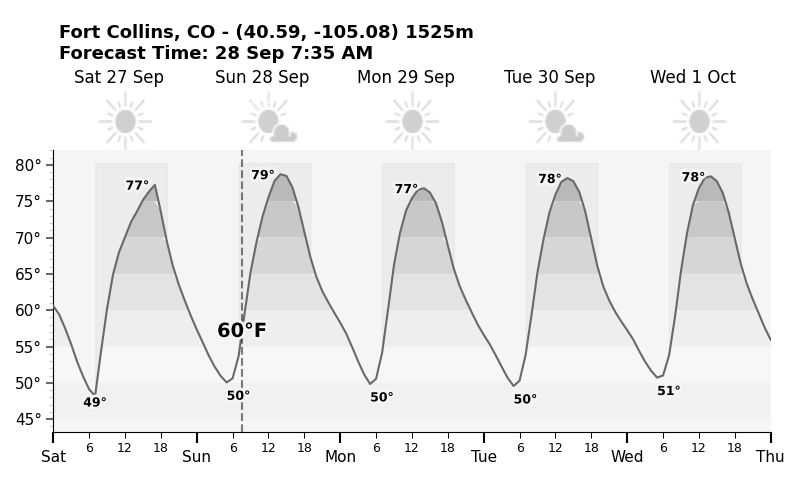 Fort Collins, CO - (40.59, -105.08) 1525m
Forecast Time: 28 Sep 7:35 AM
Sat 27 Sep Sun 28 Sep Mon 29 Sep Tue 30 Sep Wed 1 Oct
80°
75°
70°
65°
60°
55°
50°
45°
77° 79° 77° 78° 78°
60°F
49° 50° 50° 50° 51°
6 12 18 6 12 18 6 12 18 6 12 18 6 12 18
Sat Sun Mon Tue Wed Thu